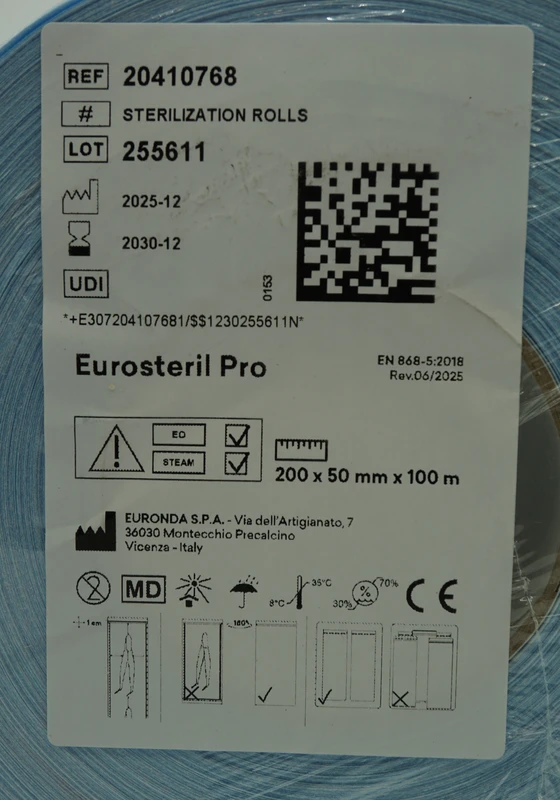 REF 20410768
# STERILIZATION ROLLS
LOT 255611
2025-12
2030-12
UDI
0153
*+E307204107681/$$1230255611N*
Eurosteril Pro
EN 868-5:2018
Rev.06/2025
EO
STEAM
200 x 50 mm x 100 m
EURONDA S.P.A. - Via dell'Artigianato, 7
36030 Montecchio Precalcino
Vicenza - Italy
2
MD
8°C
35°C
30%
%
70%
CE
1 cm
180°